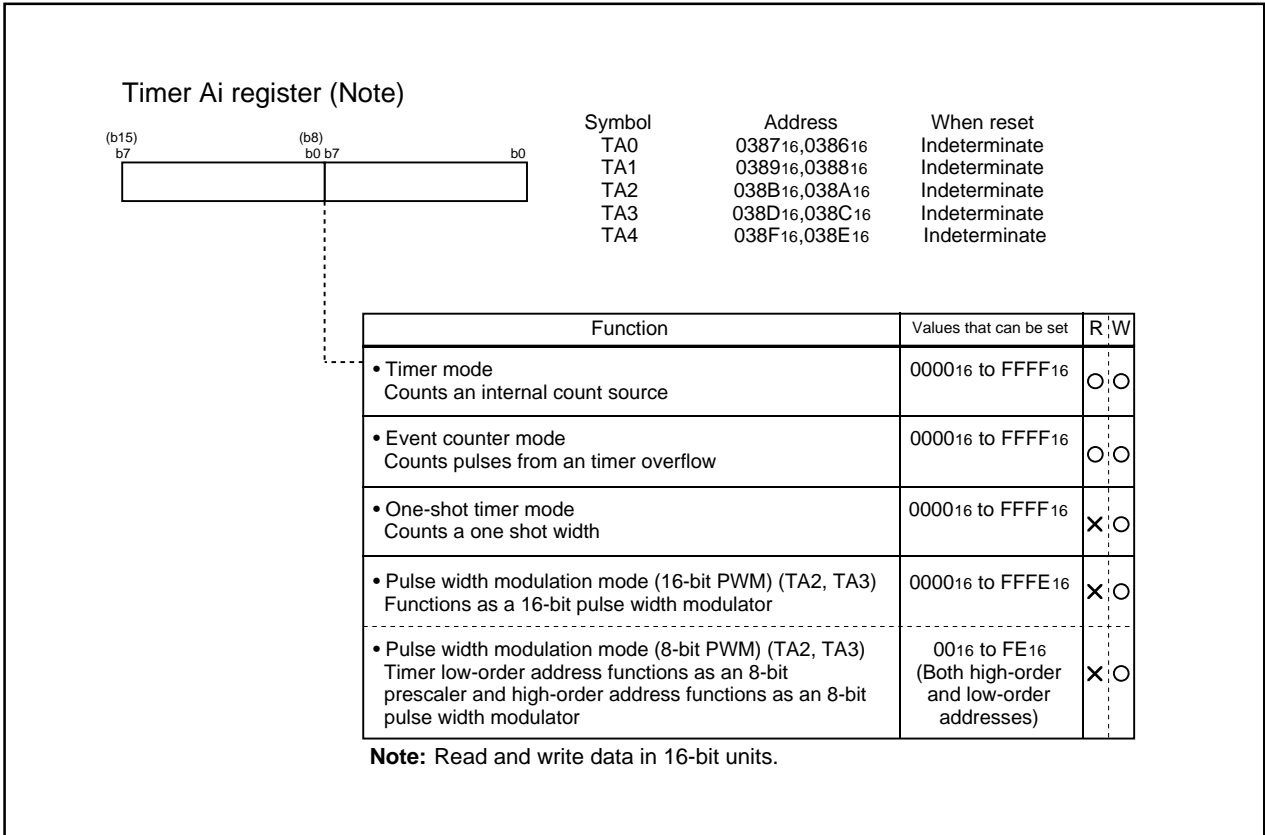 Timer Ai register (Note)
(b15) (b8)
b7 b0 b7 b0
Symbol Address When reset
TA0 038716,038616 Indeterminate
TA1 038916,038816 Indeterminate
TA2 038B16,038A16 Indeterminate
TA3 038D16,038C16 Indeterminate
TA4 038F16,038E16 Indeterminate
Function Values that can be set R W
• Timer mode 000016 to FFFF16
Counts an internal count source
• Event counter mode 000016 to FFFF16
Counts pulses from an timer overflow
• One-shot timer mode 000016 to FFFF16
Counts a one shot width
• Pulse width modulation mode (16-bit PWM) (TA2, TA3) 000016 to FFFE16
Functions as a 16-bit pulse width modulator
• Pulse width modulation mode (8-bit PWM) (TA2, TA3) 0016 to FE16
Timer low-order address functions as an 8-bit (Both high-order
prescaler and high-order address functions as an 8-bit and low-order
pulse width modulator addresses)
Note: Read and write data in 16-bit units.